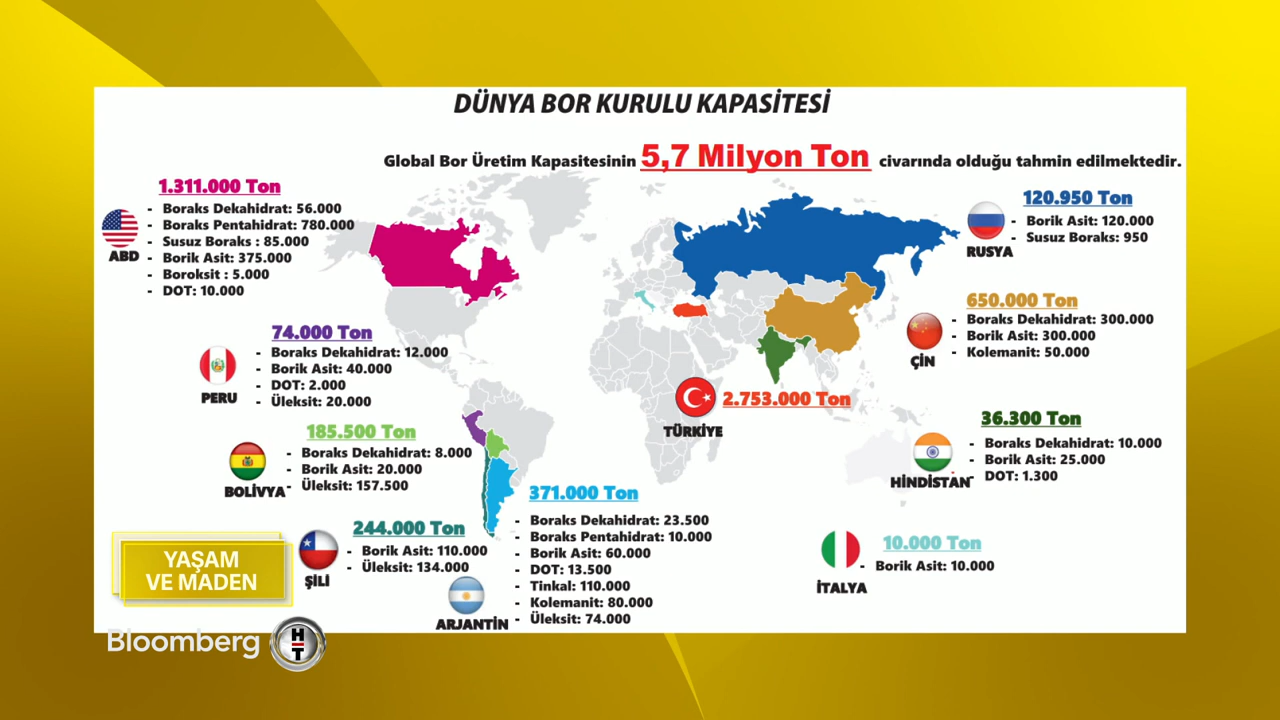 DÜNYA BOR KURULU KAPASİTESİ
Global Bor Üretim Kapasitesinin 5,7 Milyon Ton civarında olduğu tahmin edilmektedir.
1.311.000 Ton
- Boraks Dekahidrat: 56.000
- Boraks Pentahidrat: 780.000
- Susuz Boraks : 85.000
- Borik Asit: 375.000
- Boroksit : 5.000
- DOT: 10.000
ABD
74.000 Ton
- Boraks Dekahidrat: 12.000
- Borik Asit: 40.000
- DOT: 2.000
- Üleksit: 20.000
PERU
185.500 Ton
- Boraks Dekahidrat: 8.000
- Borik Asit: 20.000
- Üleksit: 157.500
BOLİVYA
244.000 Ton
- Borik Asit: 110.000
- Üleksit: 134.000
ŞİLİ
371.000 Ton
- Boraks Dekahidrat: 23.500
- Boraks Pentahidrat: 10.000
- Borik Asit: 60.000
- DOT: 13.500
- Tinkal: 110.000
- Kolemanit: 80.000
- Üleksit: 74.000
ARJANTİN
2.753.000 Ton
TÜRKİYE
120.950 Ton
- Borik Asit: 120.000
- Susuz Boraks: 950
RUSYA
650.000 Ton
- Boraks Dekahidrat: 300.000
- Borik Asit: 300.000
- Kolemanit: 50.000
ÇİN
36.300 Ton
- Boraks Dekahidrat: 10.000
- Borik Asit: 25.000
- DOT: 1.300
HİNDİSTAN
10.000 Ton
- Borik Asit: 10.000
İTALYA
YAŞAM
VE MADEN
Bloomberg HT